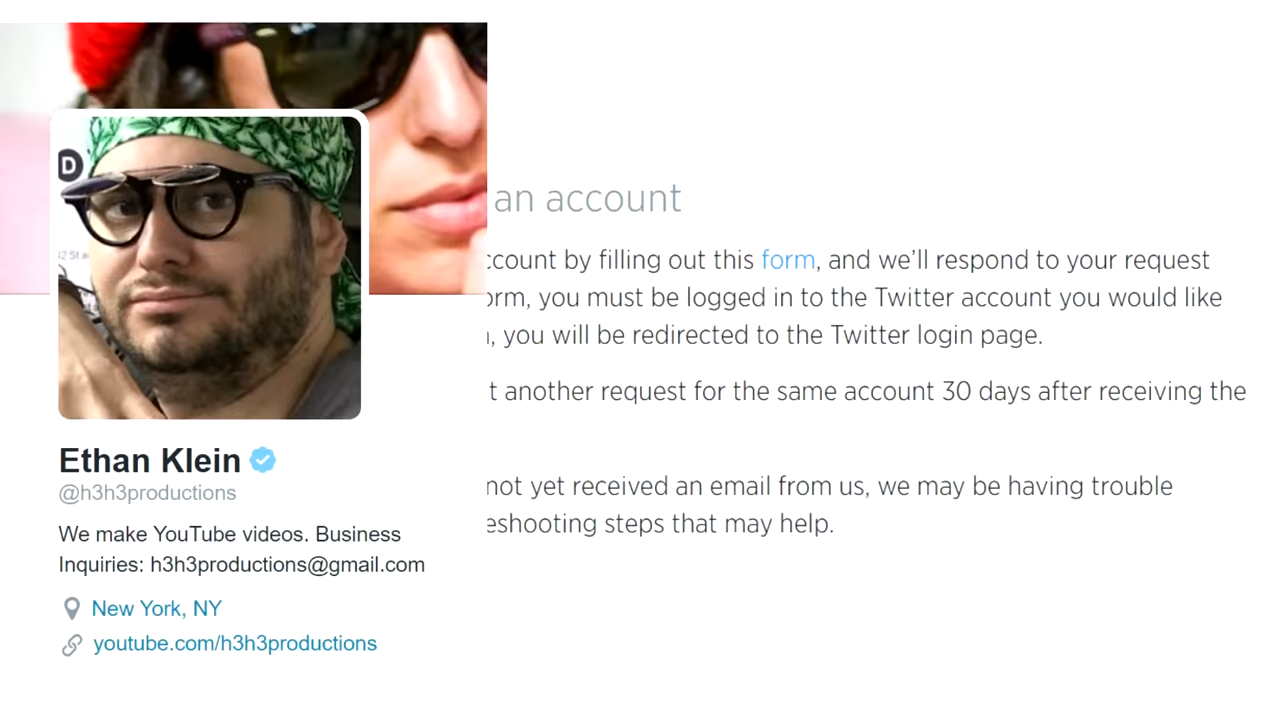 D
an account
ccount by filling out this form, and we'll respond to your request
orm, you must be logged in to the Twitter account you would like
, you will be redirected to the Twitter login page.
t another request for the same account 30 days after receiving the
not yet received an email from us, we may be having trouble
eshooting steps that may help.
Ethan Klein
@h3h3productions
We make YouTube videos. Business
Inquiries: h3h3productions@gmail.com
New York, NY
youtube.com/h3h3productions